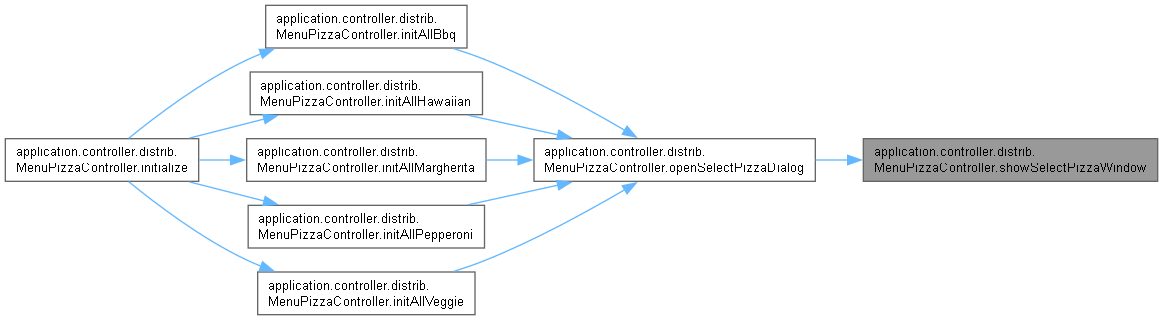 application.controller.distrib.
MenuPizzaController.initAllBbq
application.controller.distrib.
MenuPizzaController.initAllHawaiian
application.controller.distrib.
MenuPizzaController.initialize
application.controller.distrib.
MenuPizzaController.initAllMargherita
application.controller.distrib.
MenuPizzaController.openSelectPizzaDialog
application.controller.distrib.
MenuPizzaController.showSelectPizzaWindow
application.controller.distrib.
MenuPizzaController.initAllPepperoni
application.controller.distrib.
MenuPizzaController.initAllVeggie